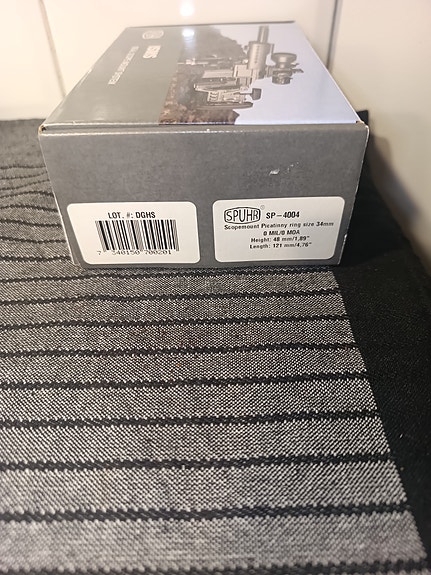 SPUHR
LOT. #: DGHS
7 340150 700201
SPUHR SP-4004
Scopemount Picatinny ring size 34mm
0 MIL/0 MOA
Height: 48 mm/1,89"
Length: 121 mm/4,76"